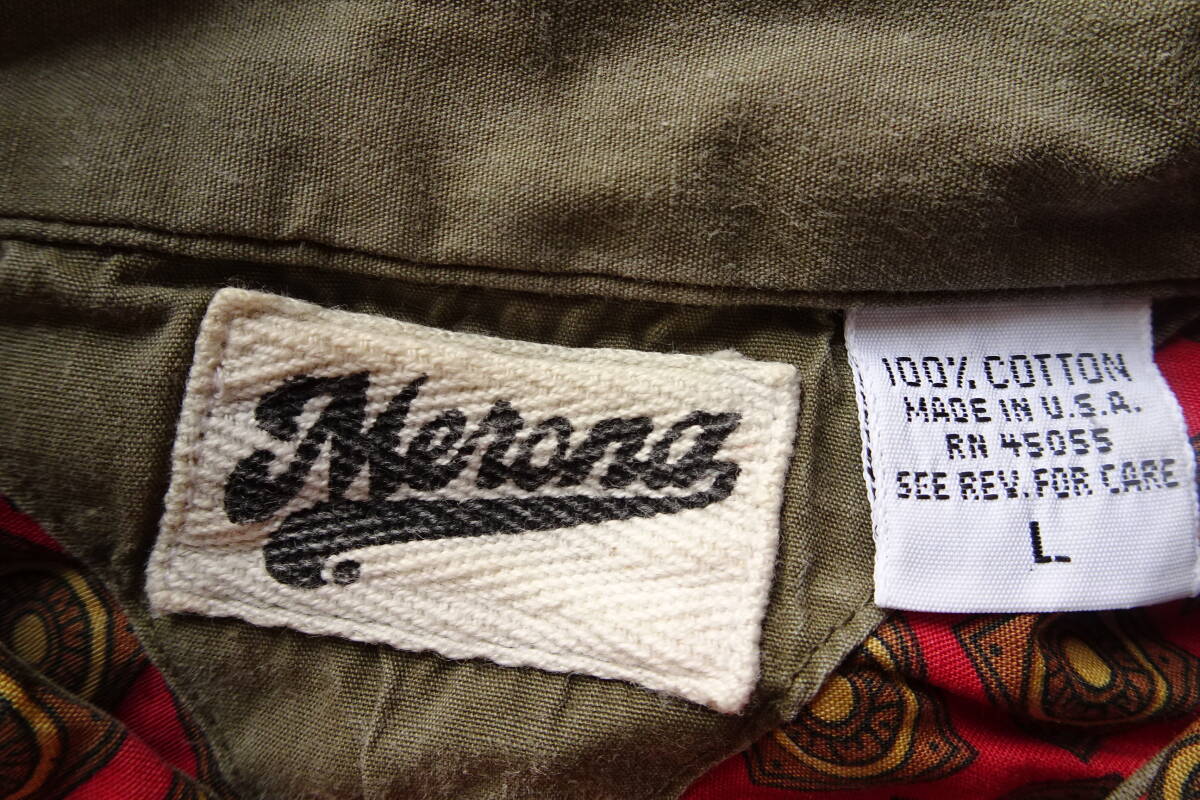 Merona
100% COTTON
MADE IN U.S.A.
RN 45055
SEE REV. FOR CARE
L